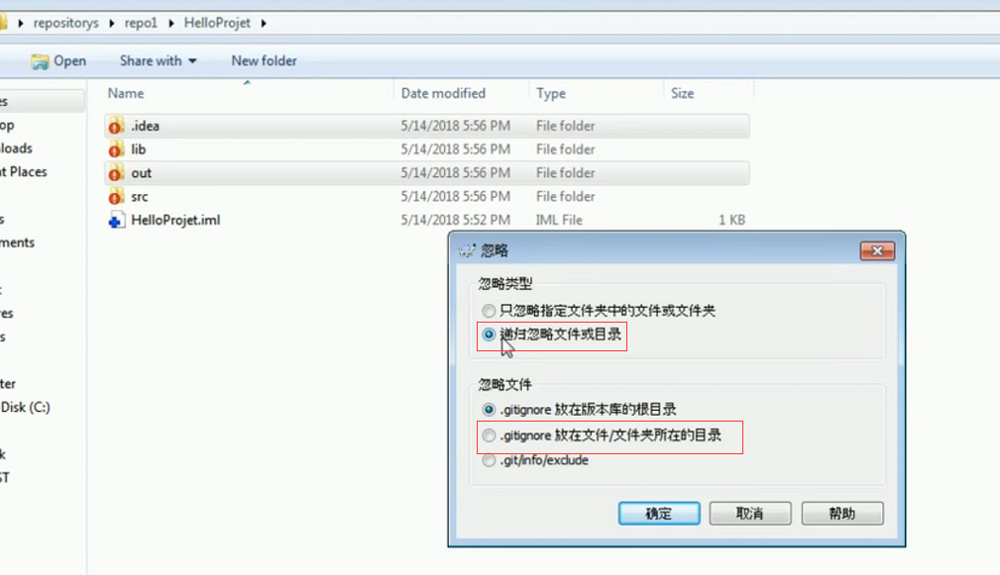 repositorys repo1 HelloProjet
Open Share with New folder
Name Date modified Type Size
es
.idea 5/14/2018 5:56 PM File folder
op
lib 5/14/2018 5:56 PM File folder
loads
out 5/14/2018 5:56 PM File folder
t Places
src 5/14/2018 5:56 PM File folder
HelloProjet.iml 5/14/2018 5:52 PM IML File 1 KB
s
ments
忽略
忽略类型
只忽略指定文件夹中的文件或文件夹
res
递归忽略文件或目录
s
忽略文件
ter
.gitignore 放在版本库的根目录
Disk (C:)
.gitignore 放在文件/文件夹所在的目录
k
.git/info/exclude
ST
确定 取消 帮助